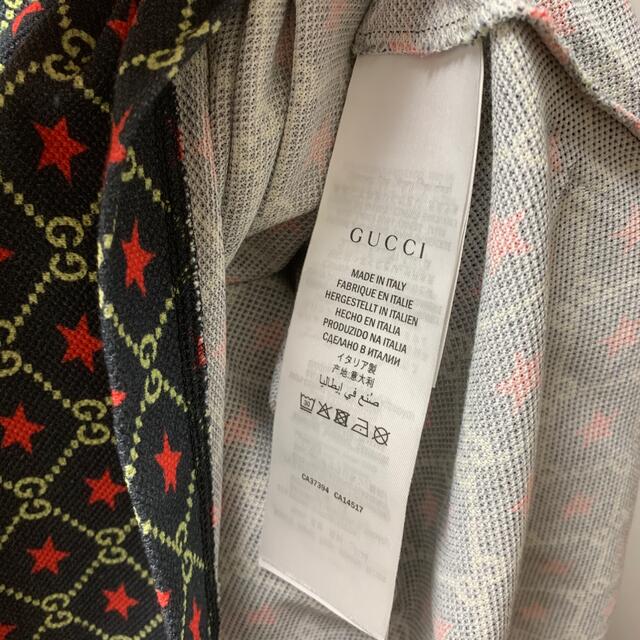 GUCCI
MADE IN ITALY
FABRIQUE EN ITALIE
HERGESTELLT IN ITALIEN
HECHO EN ITALIA
PRODUZIDO NA ITALIA
СДЕЛАНО В ИТАЛИИ
イタリア製
产地:意大利
صنع في إيطاليا
CA37394 CA14517